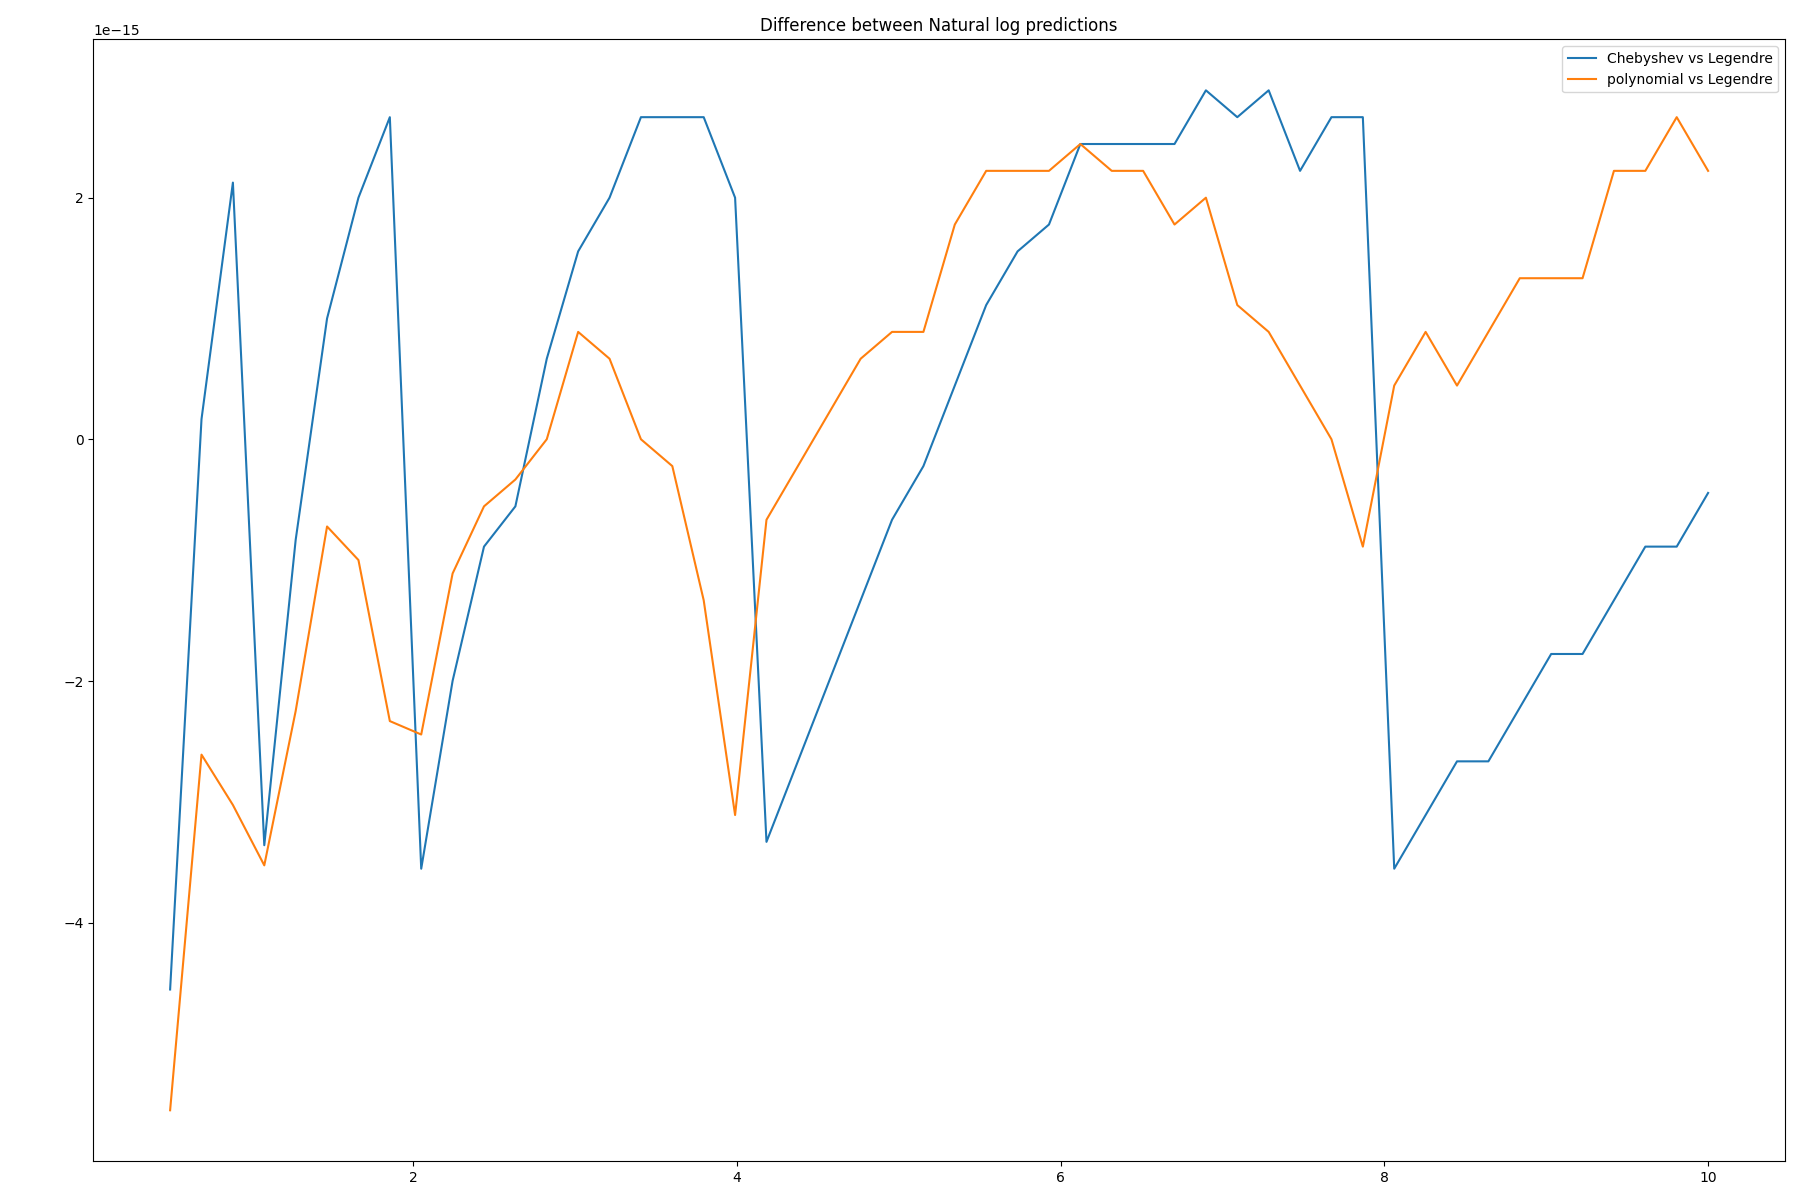 Difference between Natural log predictions
1e−15
Chebyshev vs Legendre
polynomial vs Legendre
2
0
−2
−4
2
4
6
8
10